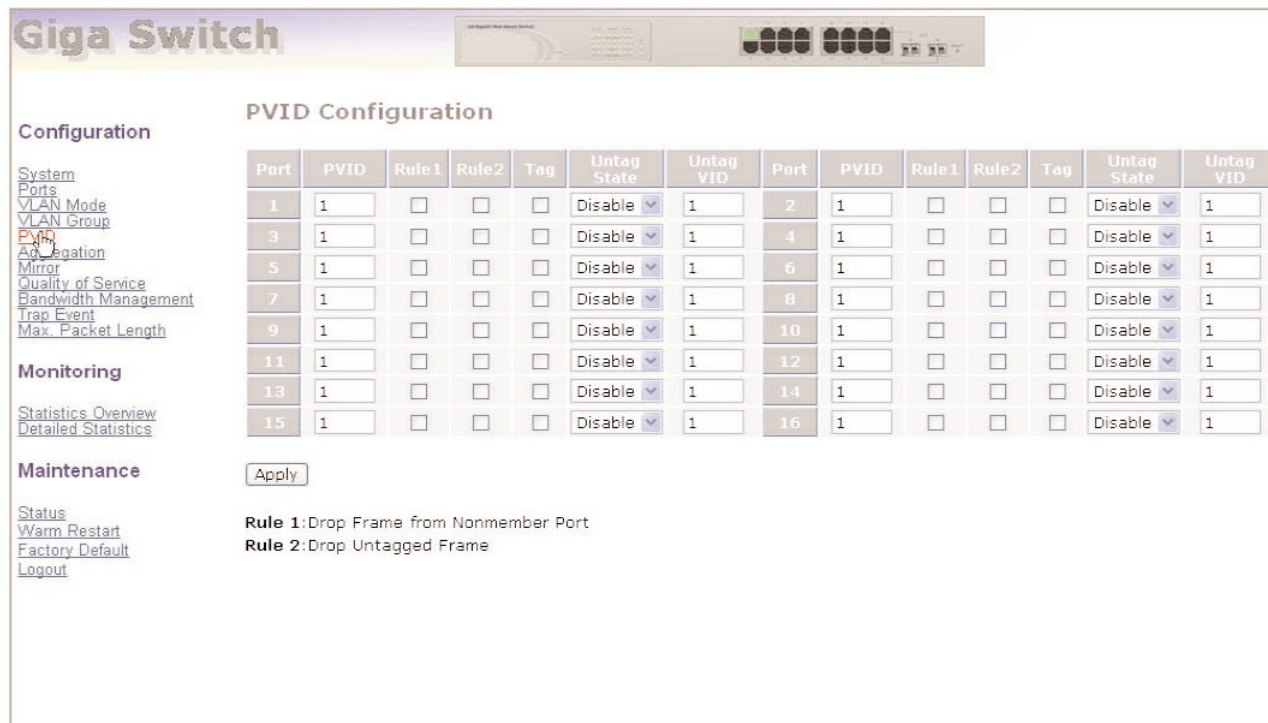 Giga Switch
Configuration
System
Ports
VLAN Mode
VLAN Group
PVID
Aggregation
Mirror
Quality of Service
Bandwidth Management
Trap Event
Max. Packet Length
Monitoring
Statistics Overview
Detailed Statistics
Maintenance
Status
Warm Restart
Factory Default
Logout
PVID Configuration
Port PVID Rule1 Rule2 Tag Untag State Untag VID Port PVID Rule1 Rule2 Tag Untag State Untag VID
1 1 Disable 1 2 1 Disable 1
3 1 Disable 1 4 1 Disable 1
5 1 Disable 1 6 1 Disable 1
7 1 Disable 1 8 1 Disable 1
9 1 Disable 1 10 1 Disable 1
11 1 Disable 1 12 1 Disable 1
13 1 Disable 1 14 1 Disable 1
15 1 Disable 1 16 1 Disable 1
Apply
Rule 1:Drop Frame from Nonmember Port
Rule 2:Drop Untagged Frame